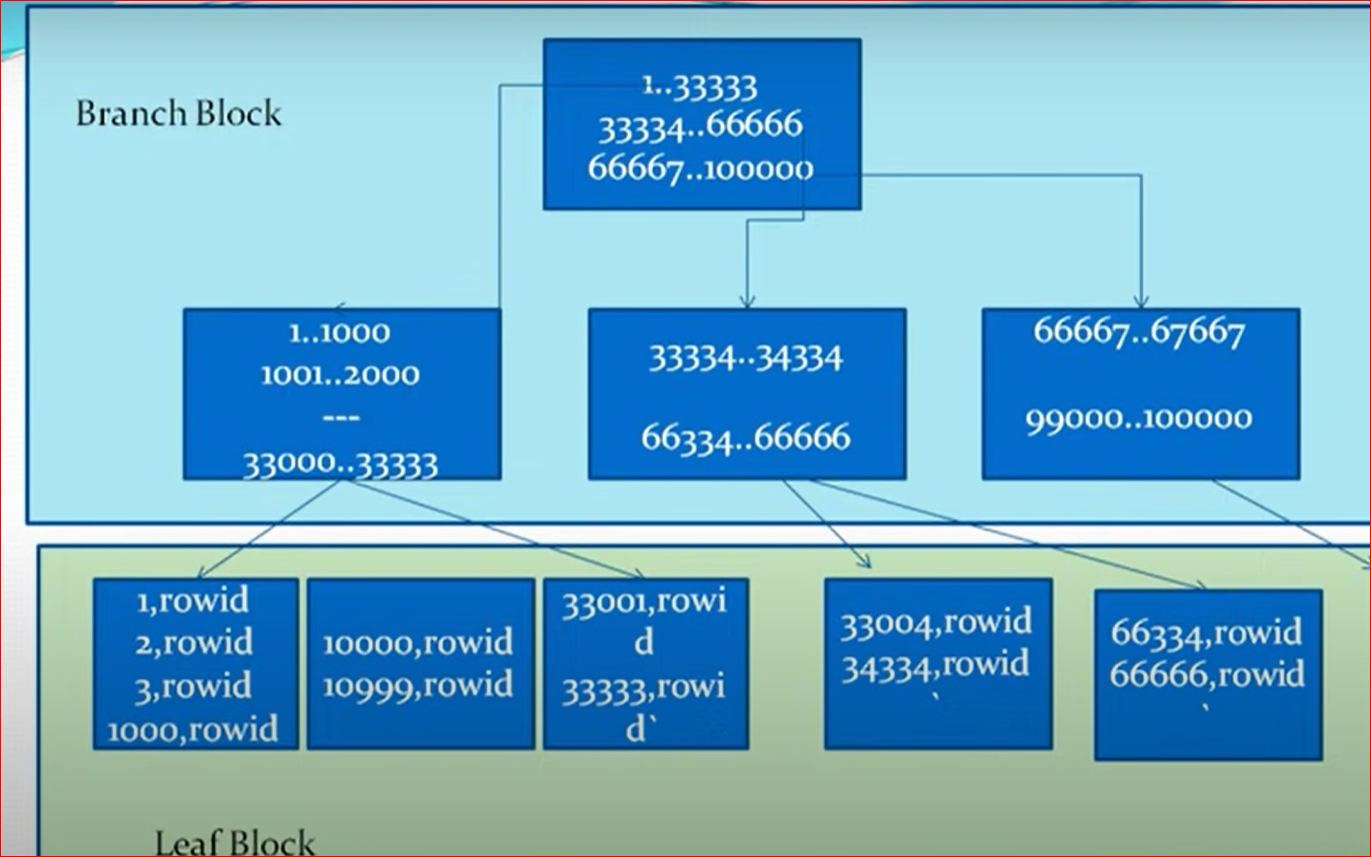 Branch Block
1..33333
33334..66666
66667..100000
1..1000
1001..2000
---
33000..33333
33334..34334
66334..66666
66667..67667
99000..100000
1,rowid
2,rowid
3,rowid
1000,rowid
10000,rowid
10999,rowid
33001,rowi
d
33333,rowi
d`
33004,rowid
34334,rowid
`
66334,rowid
66666,rowid
`
Leaf Block